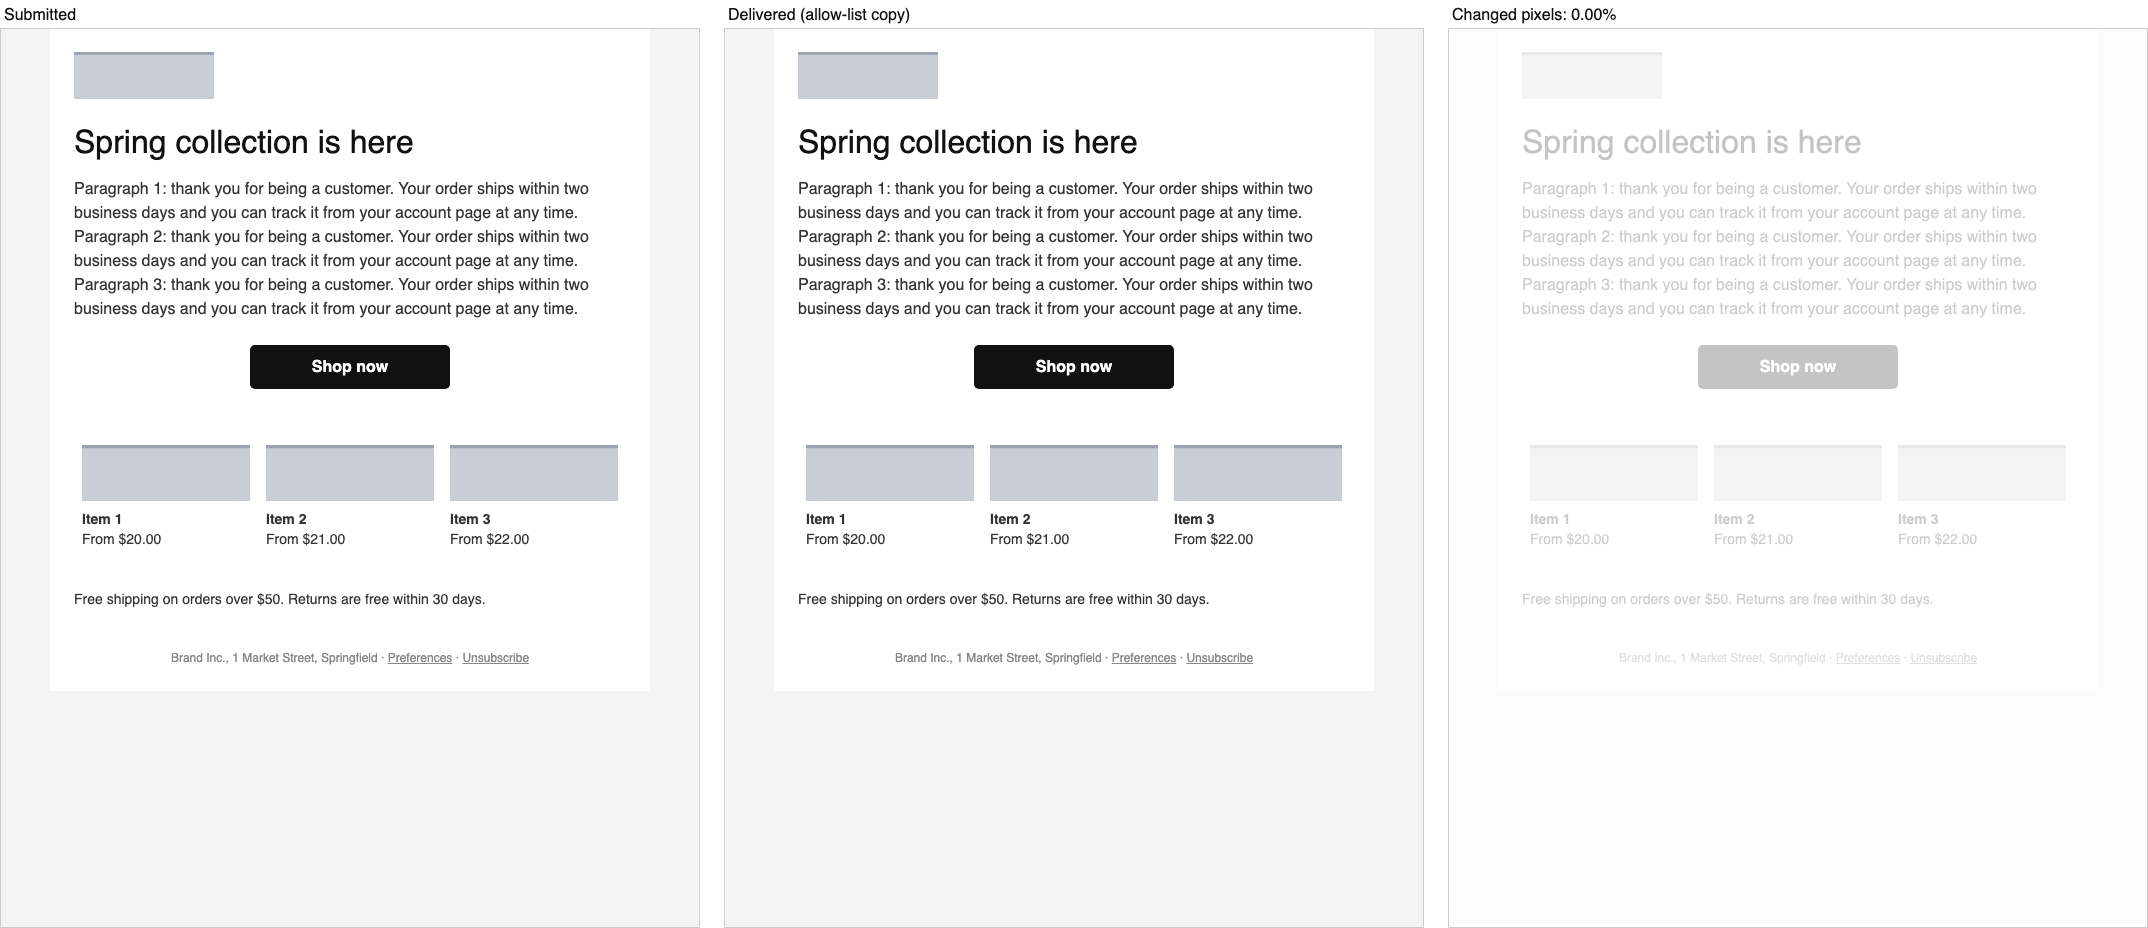 Submitted
Spring collection is here
Paragraph 1: thank you for being a customer. Your order ships within two
business days and you can track it from your account page at any time.
Paragraph 2: thank you for being a customer. Your order ships within two
business days and you can track it from your account page at any time.
Paragraph 3: thank you for being a customer. Your order ships within two
business days and you can track it from your account page at any time.
Shop now
Item 1 Item 2 Item 3
From $20.00 From $21.00 From $22.00
Free shipping on orders over $50. Returns are free within 30 days.
Brand Inc., 1 Market Street, Springfield · Preferences · Unsubscribe
Delivered (allow-list copy)
Spring collection is here
Paragraph 1: thank you for being a customer. Your order ships within two
business days and you can track it from your account page at any time.
Paragraph 2: thank you for being a customer. Your order ships within two
business days and you can track it from your account page at any time.
Paragraph 3: thank you for being a customer. Your order ships within two
business days and you can track it from your account page at any time.
Shop now
Item 1 Item 2 Item 3
From $20.00 From $21.00 From $22.00
Free shipping on orders over $50. Returns are free within 30 days.
Brand Inc., 1 Market Street, Springfield · Preferences · Unsubscribe
Changed pixels: 0.00%
Spring collection is here
Paragraph 1: thank you for being a customer. Your order ships within two
business days and you can track it from your account page at any time.
Paragraph 2: thank you for being a customer. Your order ships within two
business days and you can track it from your account page at any time.
Paragraph 3: thank you for being a customer. Your order ships within two
business days and you can track it from your account page at any time.
Shop now
Item 1 Item 2 Item 3
From $20.00 From $21.00 From $22.00
Free shipping on orders over $50. Returns are free within 30 days.
Brand Inc., 1 Market Street, Springfield · Preferences · Unsubscribe